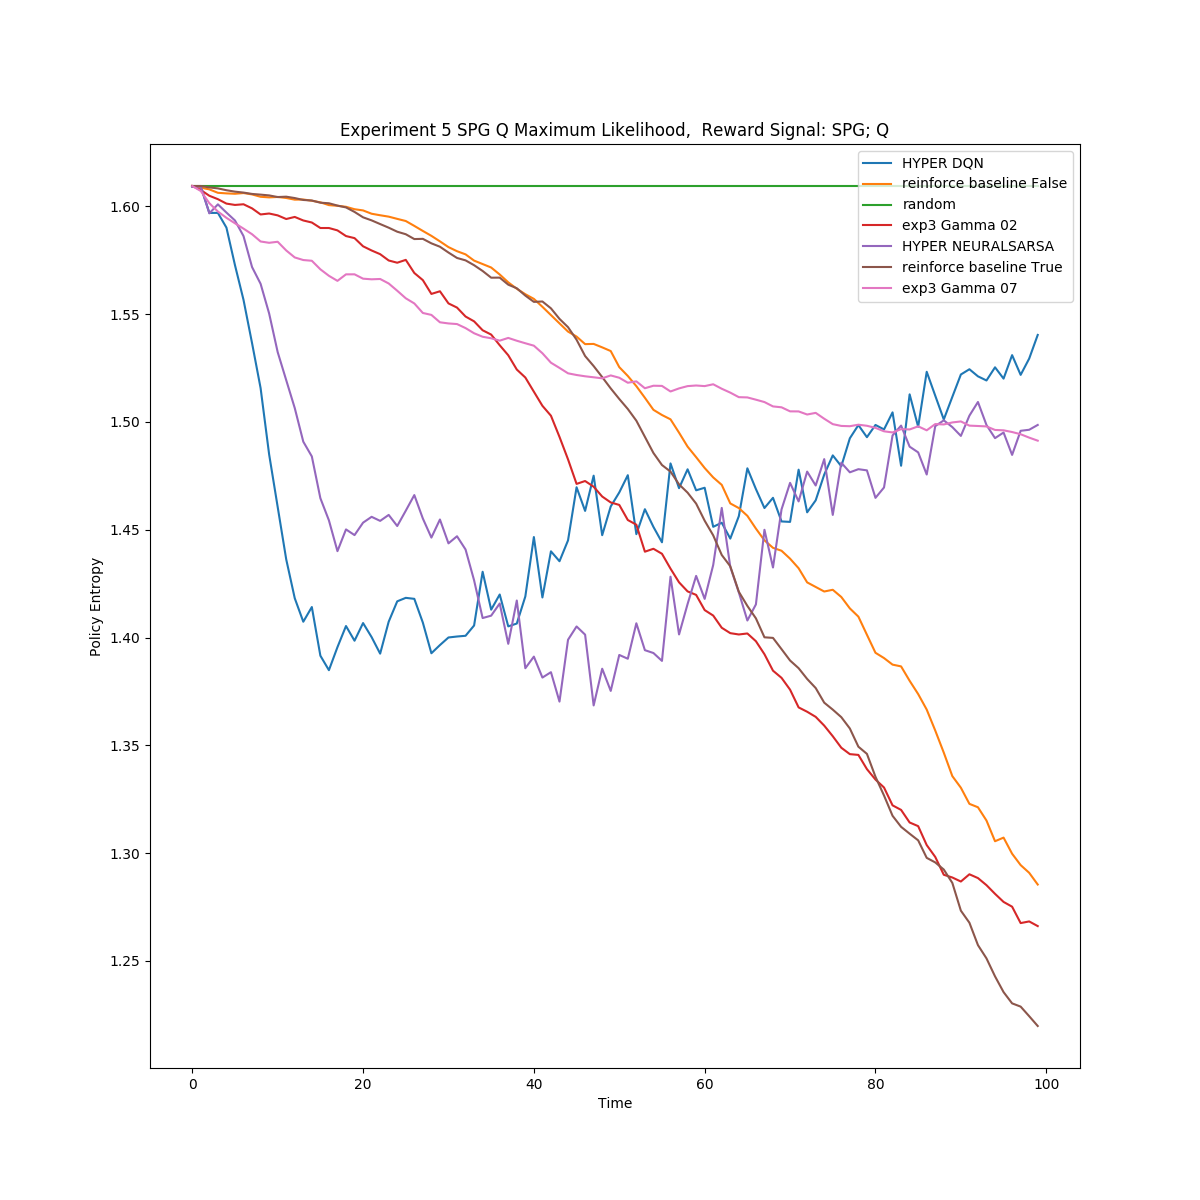 Experiment 5 SPG Q Maximum Likelihood,  Reward Signal: SPG; Q
HYPER DQN
reinforce baseline False
random
exp3 Gamma 02
HYPER NEURALSARSA
reinforce baseline True
exp3 Gamma 07
1.60
1.55
1.50
1.45
1.40
1.35
1.30
1.25
Policy Entropy
0 20 40 60 80 100
Time